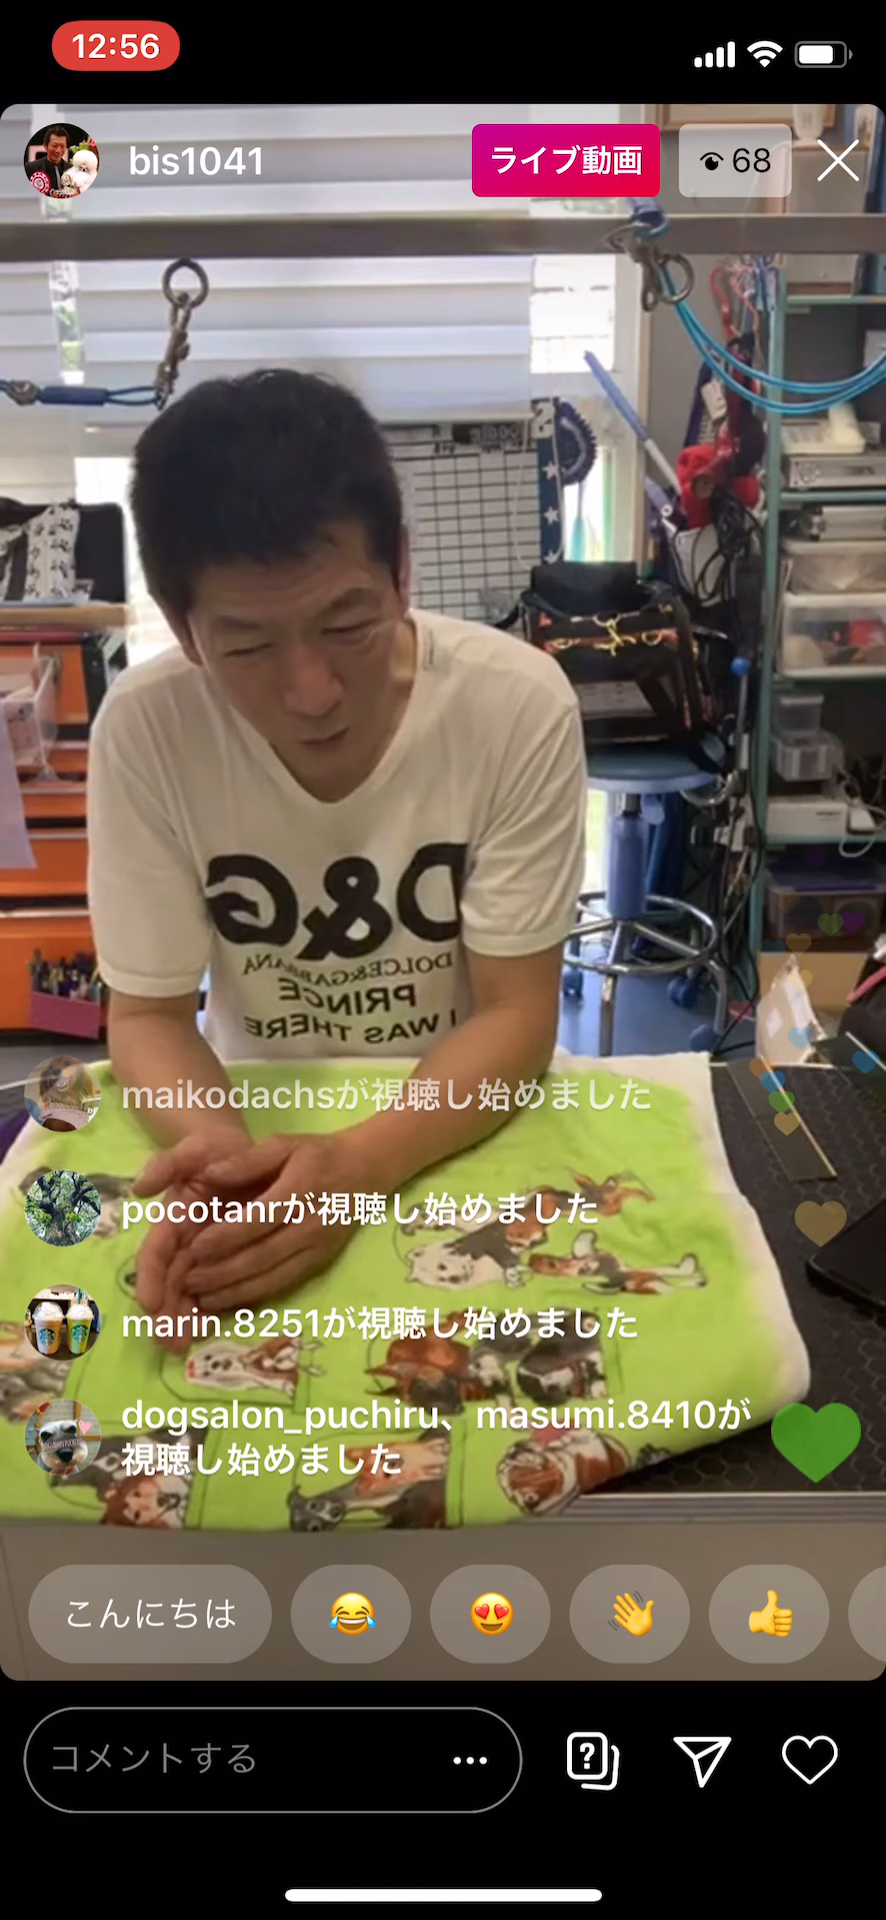 12:56
bis1041
ライブ動画
68
D&G
DOLCE&GABBANA
PRINCE
I WAS THERE
maikodachsが視聴し始めました
pocotanrが視聴し始めました
marin.8251が視聴し始めました
dogsalon_puchiru、masumi.8410が
視聴し始めました
こんにちは
コメントする